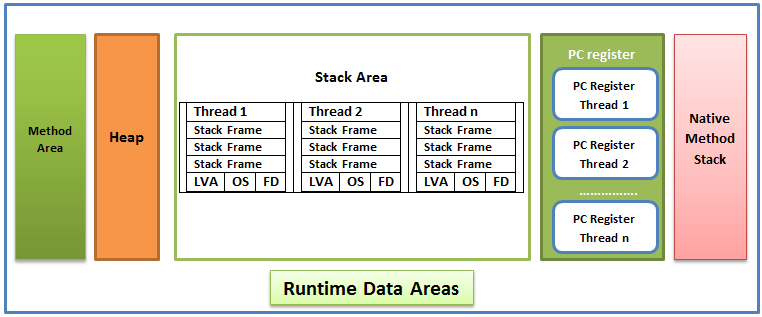 Method
Area
Heap
Stack Area
Thread 1 Thread 2 Thread n
Stack Frame Stack Frame Stack Frame
Stack Frame Stack Frame Stack Frame
Stack Frame Stack Frame Stack Frame
LVA OS FD LVA OS FD LVA OS FD
PC register
PC Register
Thread 1
PC Register
Thread 2
................
PC Register
Thread n
Native
Method
Stack
Runtime Data Areas